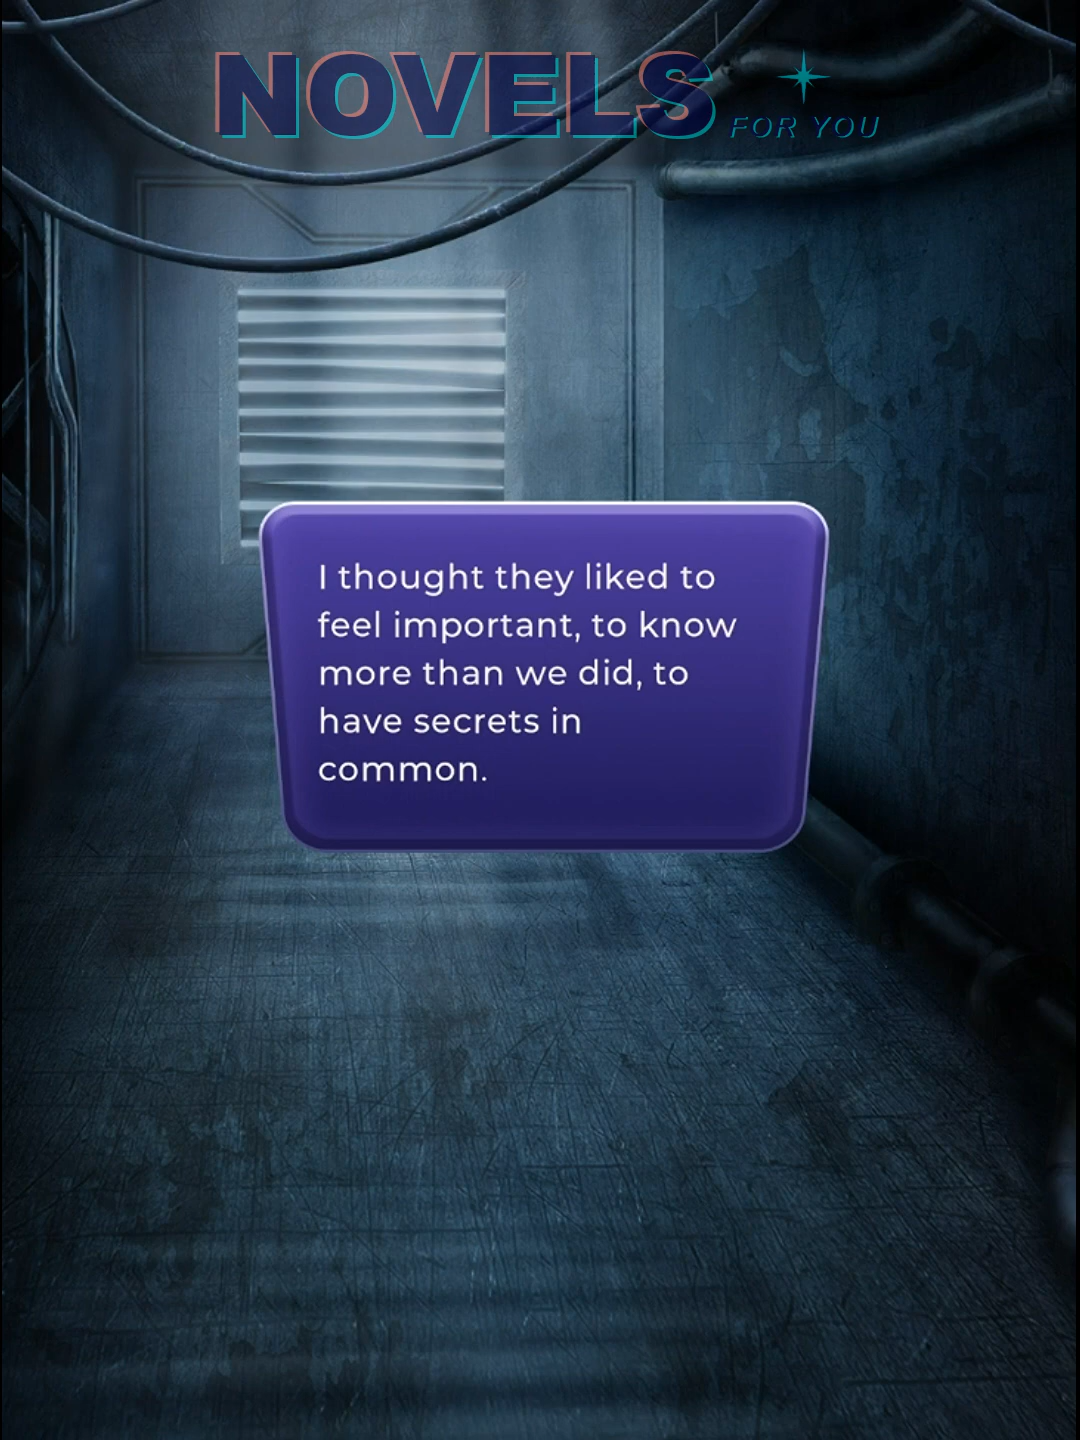 NOVELS
FOR YOU
I thought they liked to
feel important, to know
more than we did, to
have secrets in
common.